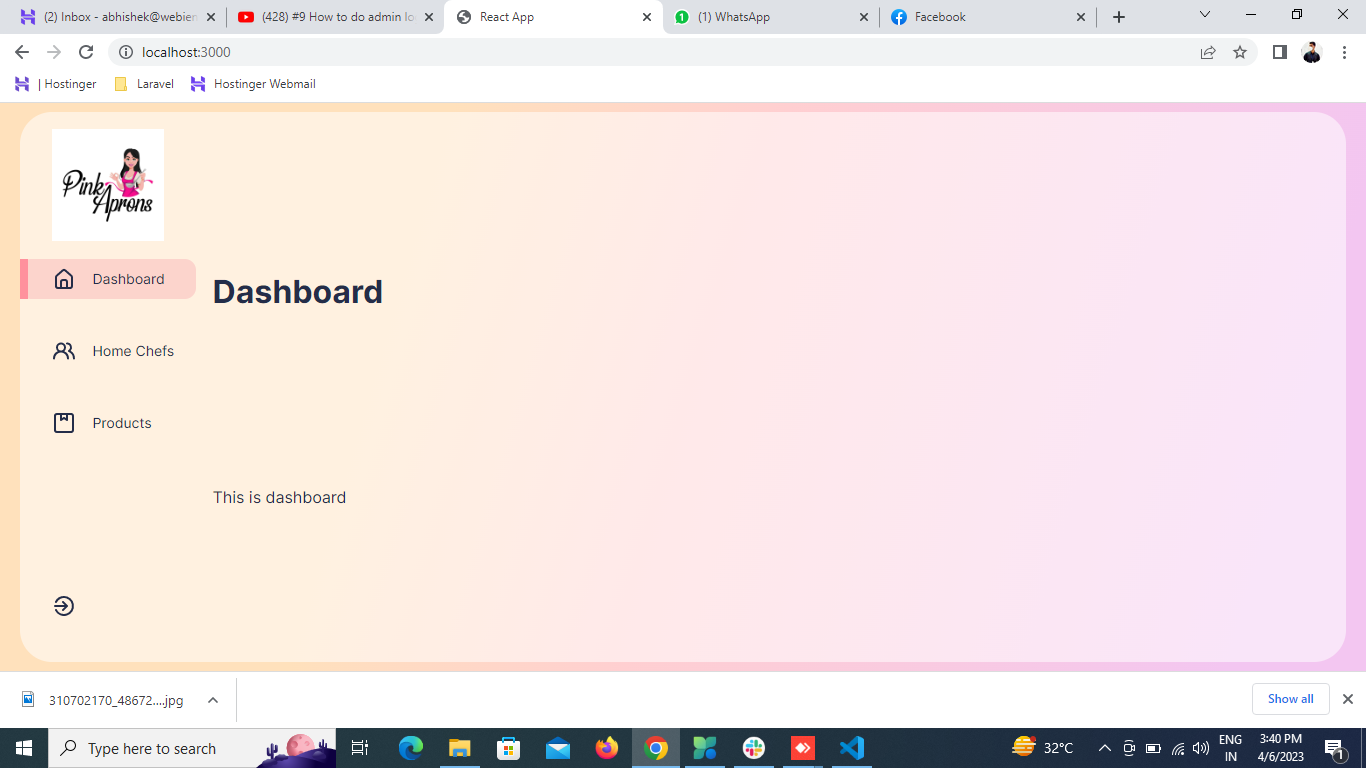 (2) Inbox - abhishek@webien
(428) #9 How to do admin lo
React App
(1) WhatsApp
Facebook
localhost:3000
| Hostinger
Laravel
Hostinger Webmail
Pink
Aprons
Dashboard
Dashboard
Home Chefs
Products
This is dashboard
310702170_48672....jpg
Show all
Type here to search
32°C
ENG
IN
3:40 PM
4/6/2023
1